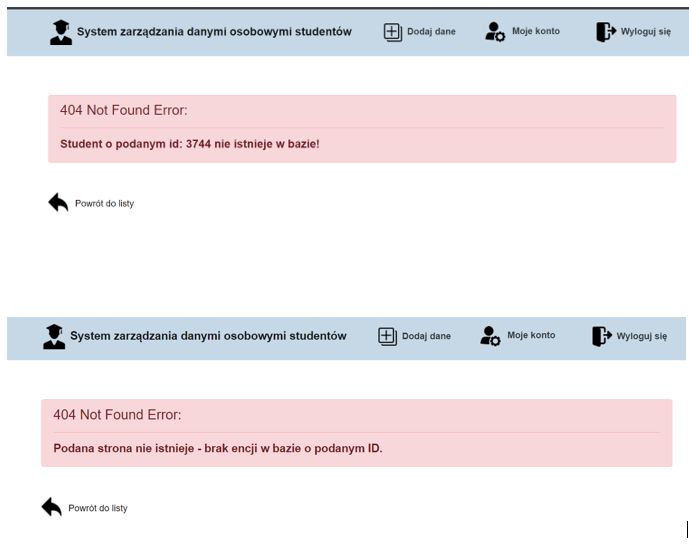 System zarządzania danymi osobowymi studentów Dodaj dane Moje konto Wyloguj się
404 Not Found Error:
Student o podanym id: 3744 nie istnieje w bazie!
Powrót do listy
System zarządzania danymi osobowymi studentów Dodaj dane Moje konto Wyloguj się
404 Not Found Error:
Podana strona nie istnieje - brak encji w bazie o podanym ID.
Powrót do listy